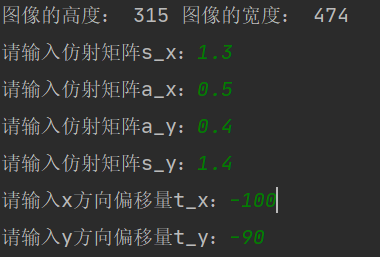 图像的高度： 315 图像的宽度： 474
请输入仿射矩阵s_x：1.3
请输入仿射矩阵a_x：0.5
请输入仿射矩阵a_y：0.4
请输入仿射矩阵s_y：1.4
请输入x方向偏移量t_x：-100
请输入y方向偏移量t_y：-90